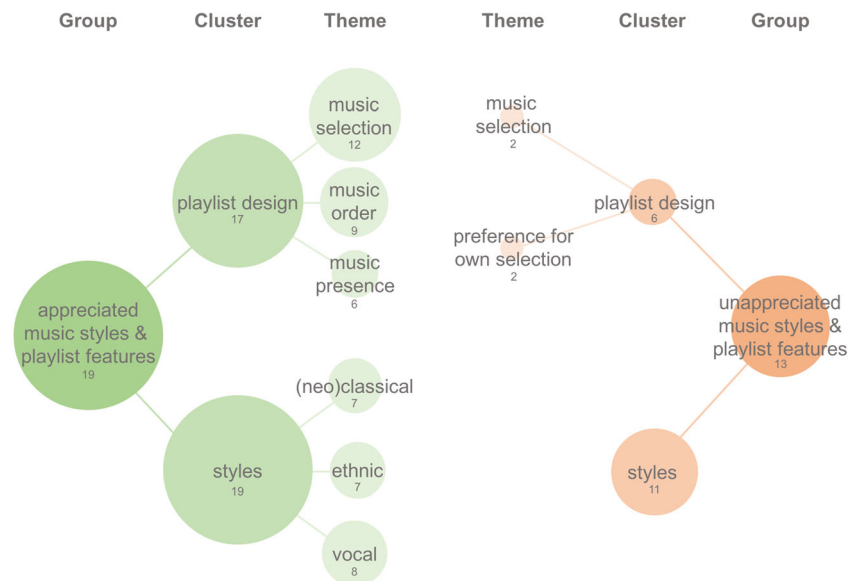 Group Cluster Theme Theme Cluster Group
music
selection
12
playlist design
17
music
order
9
music
presence
6
appreciated
music styles &
playlist features
19
(neo)classical
7
styles
19
ethnic
7
vocal
8
music
selection
2
playlist design
6
preference for
own selection
2
unappreciated
music styles &
playlist features
13
styles
11